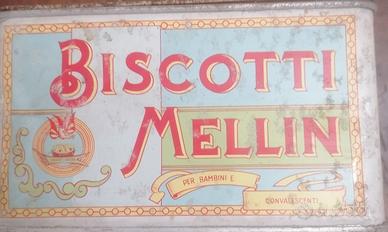 BISCOTTI
MELLIN
PER BAMBINI E
CONVALESCENTI